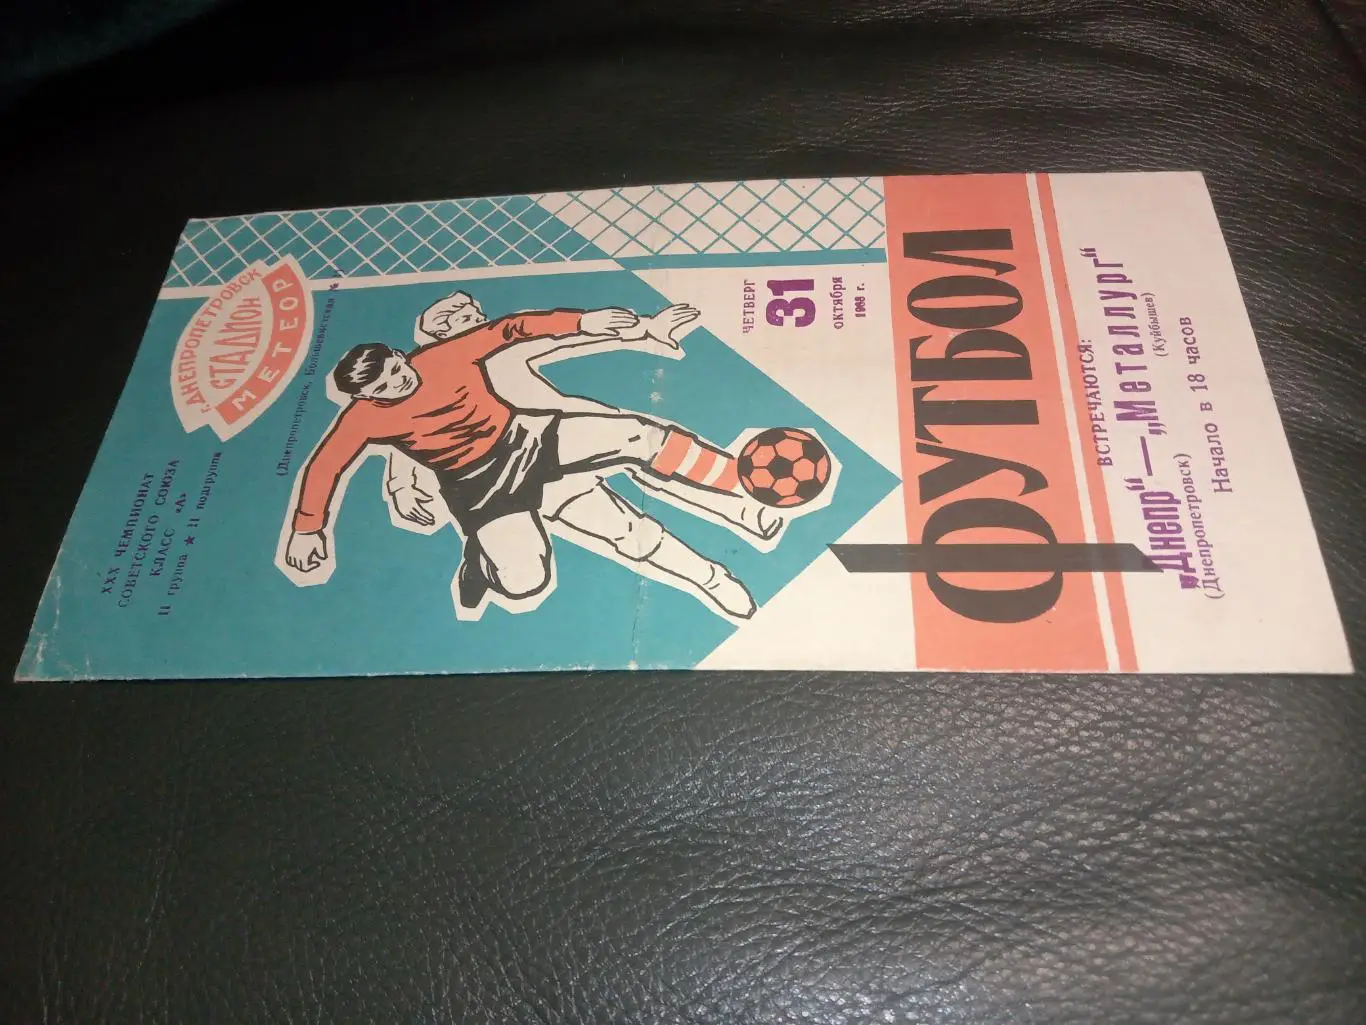 XXX ЧЕМПИОНАТ
СОВЕТСКОГО СОЮЗА
КЛАСС «А»
II группа ★ II подгруппа
г. ДНЕПРОПЕТРОВСК
СТАДИОН
МЕТЕОР
(Днепропетровск, Большевистская
ЧЕТВЕРГ
31
октября
1968 г.
ФУТБОЛ
ВСТРЕЧАЮТСЯ:
„Днепр“—„Металлург“
(Днепропетровск) (Куйбышев)
Начало в 18 часов